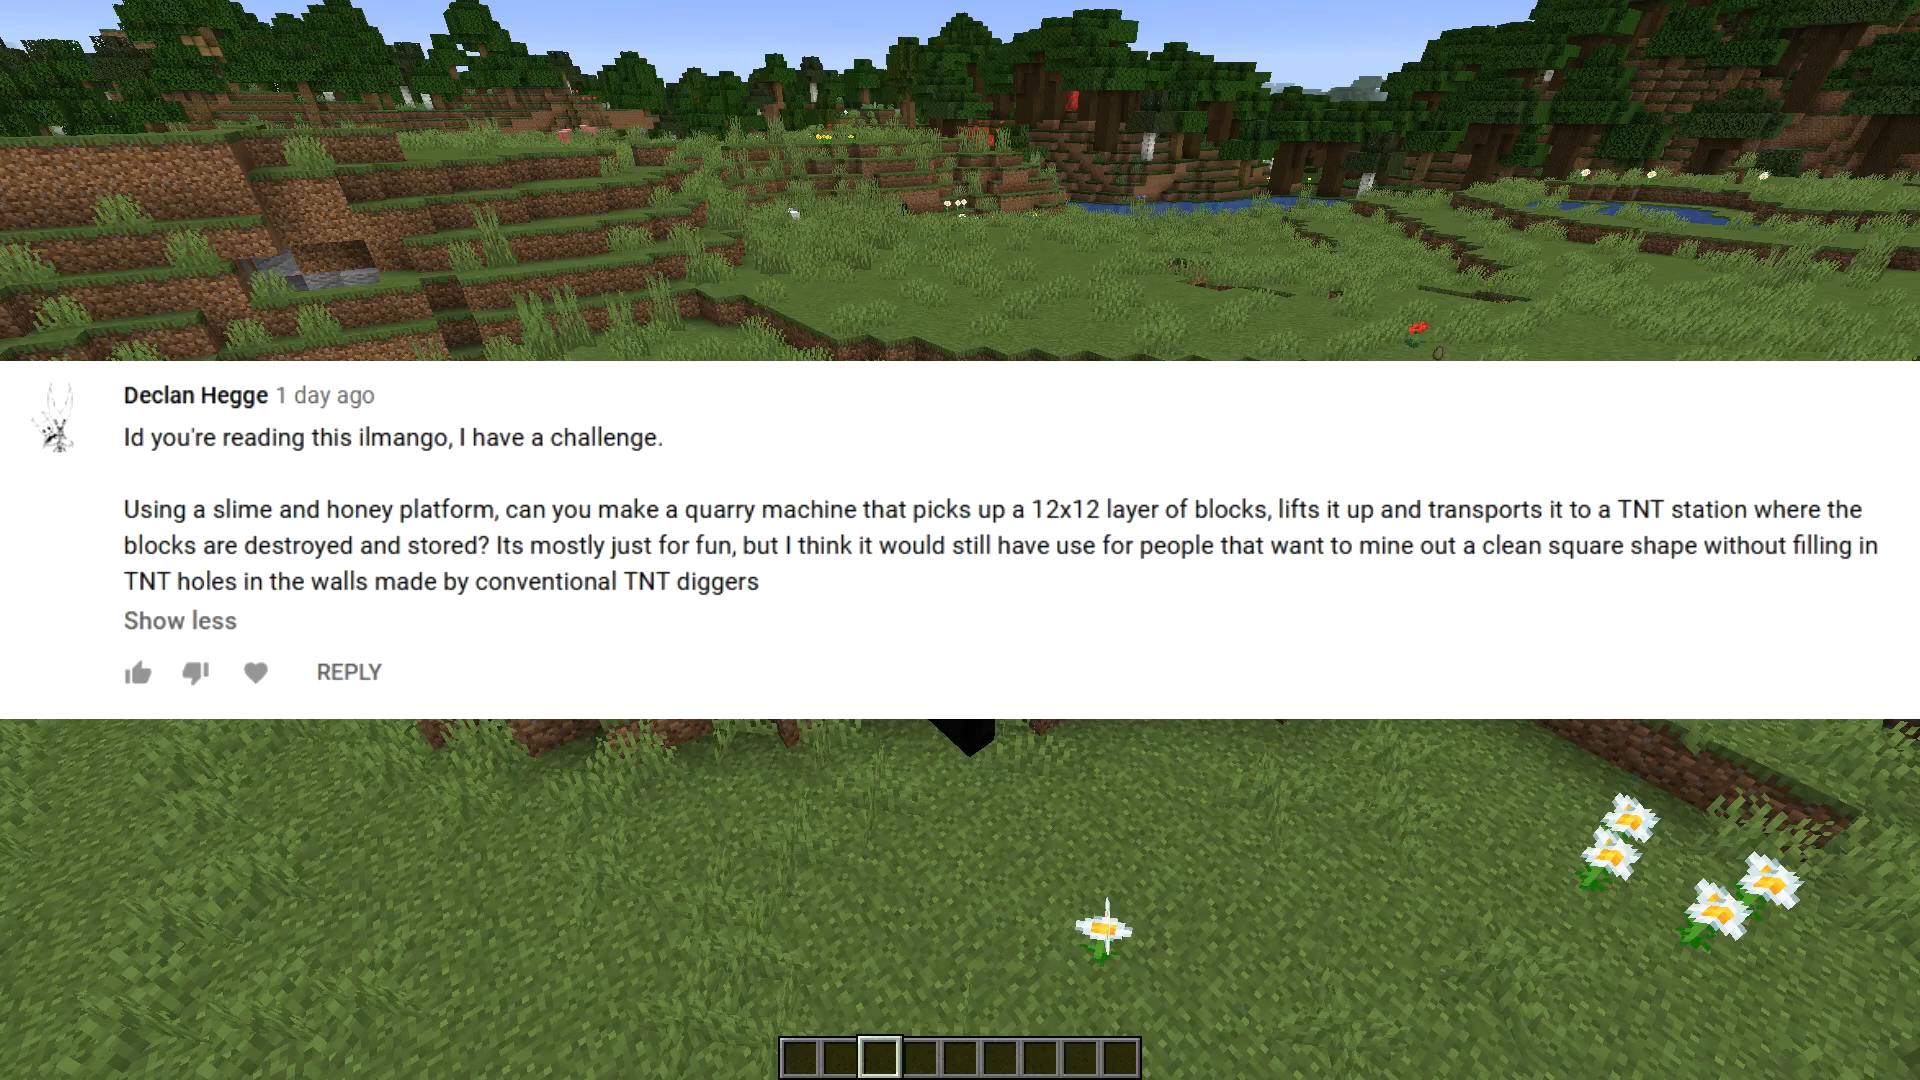 Declan Hegge 1 day ago
Id you're reading this ilmango, I have a challenge.
Using a slime and honey platform, can you make a quarry machine that picks up a 12x12 layer of blocks, lifts it up and transports it to a TNT station where the
blocks are destroyed and stored? Its mostly just for fun, but I think it would still have use for people that want to mine out a clean square shape without filling in
TNT holes in the walls made by conventional TNT diggers
Show less
REPLY